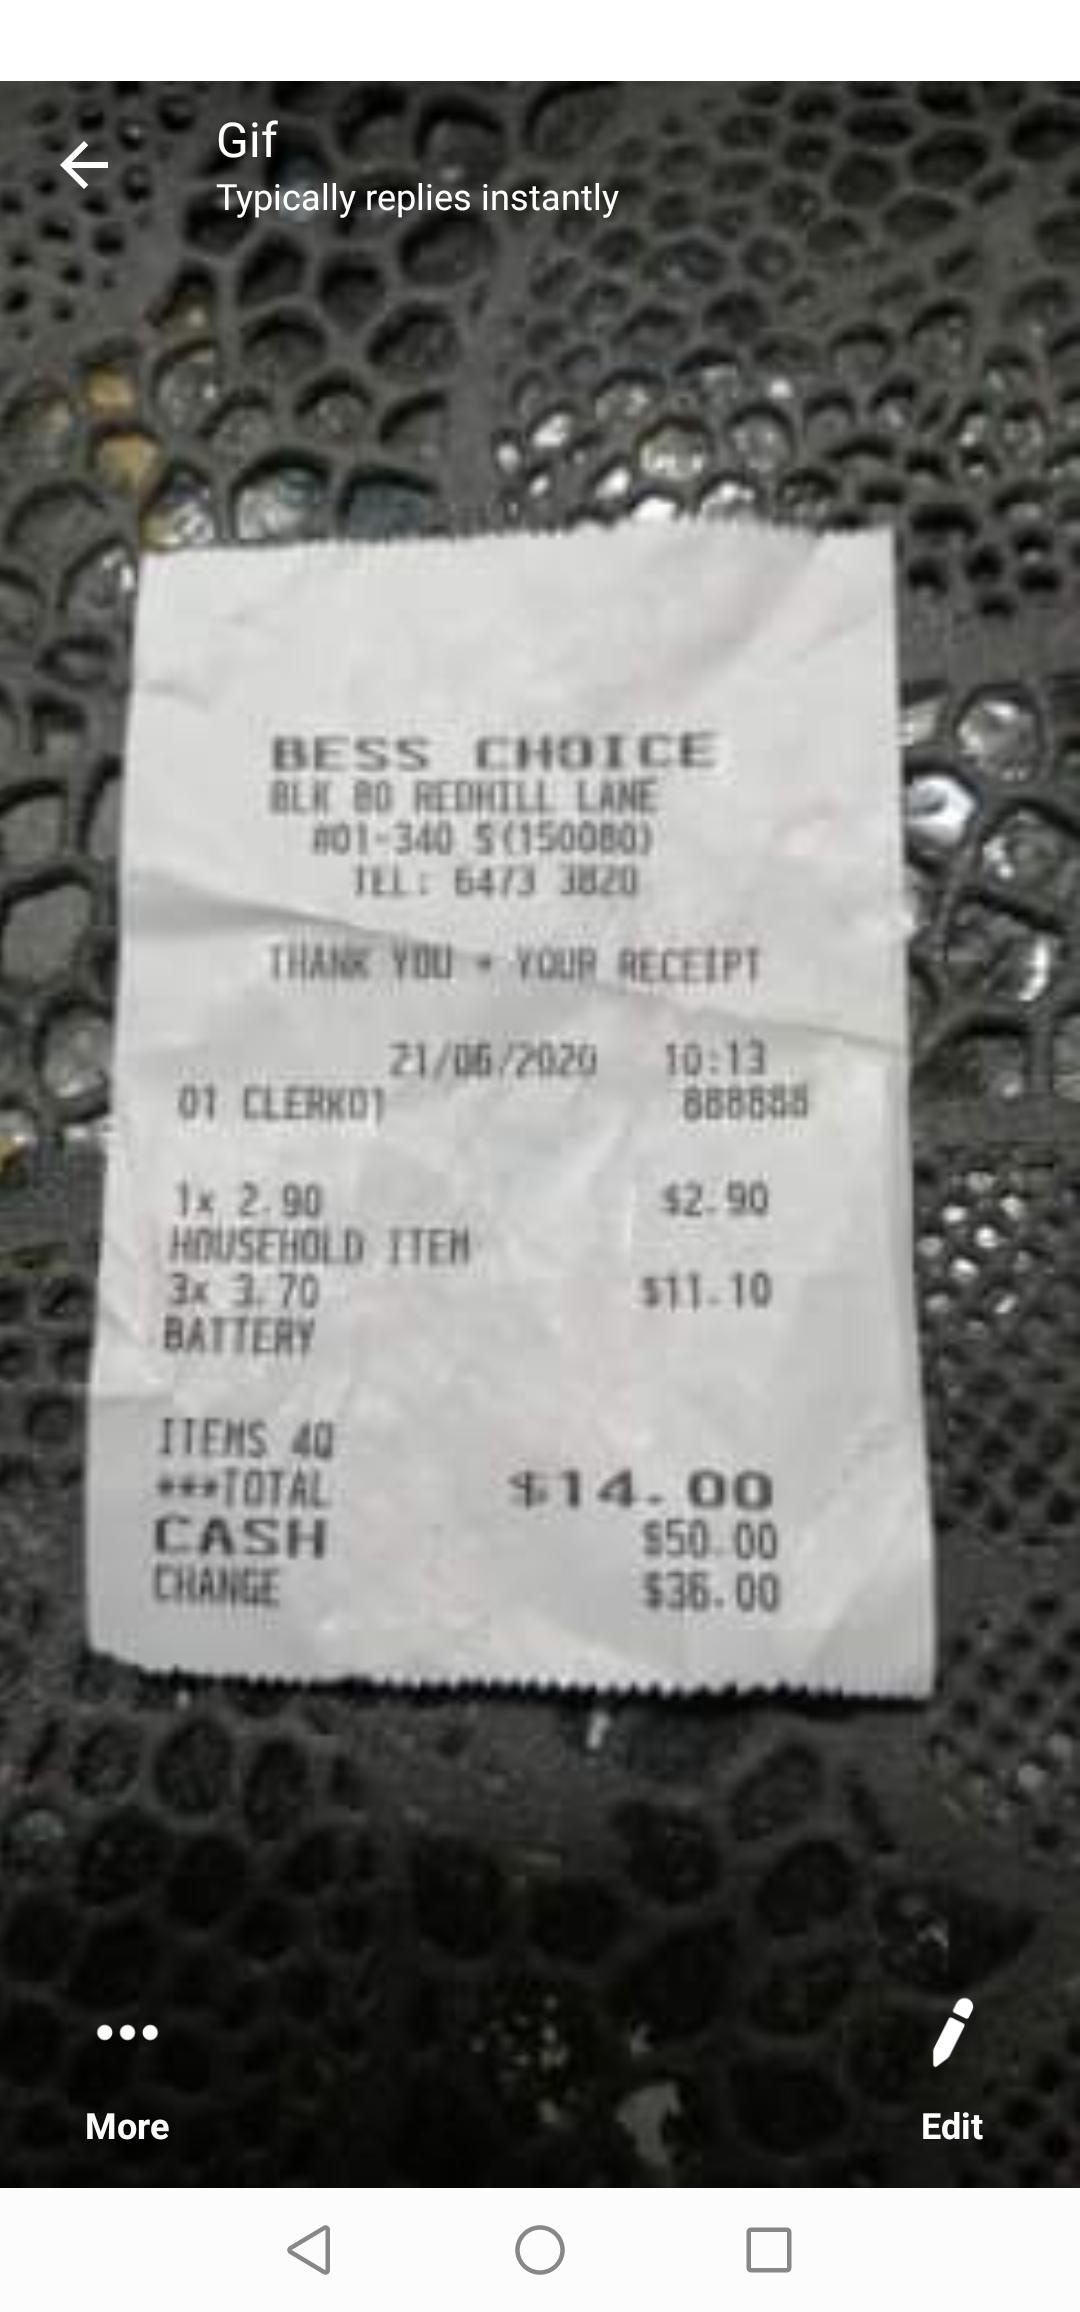 Gif
Typically replies instantly
BESS CHOICE
BLK 80 REDHILL LANE
#01-340 S(150080)
TEL: 6473 3820
THANK YOU * YOUR RECEIPT
21/06/2020 10:13
01 CLERK01 888888
1x 2.90 $2.90
HOUSEHOLD ITEM
3x 3.70 $11.10
BATTERY
ITEMS 4Q
***TOTAL $14.00
CASH $50.00
CHANGE $36.00
More
Edit